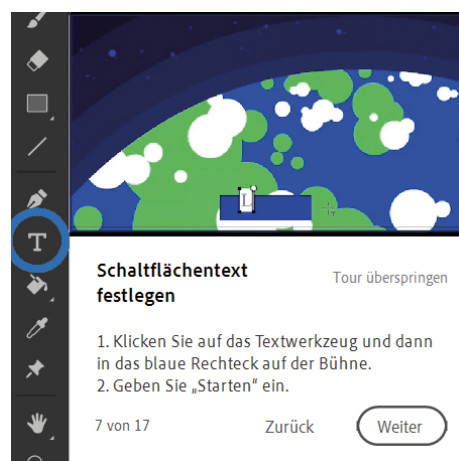 L
T
Schaltflächentext
festlegen
Tour überspringen
1. Klicken Sie auf das Textwerkzeug und dann
in das blaue Rechteck auf der Bühne.
2. Geben Sie „Starten“ ein.
7 von 17
Zurück
Weiter